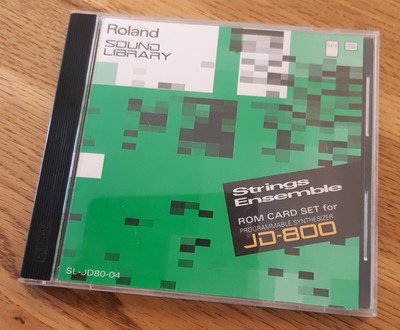 Roland
SOUND
LIBRARY
Strings
Ensemble
ROM CARD SET for
PROGRAMMABLE SYNTHESIZER
JD-800
SL-JD80-04